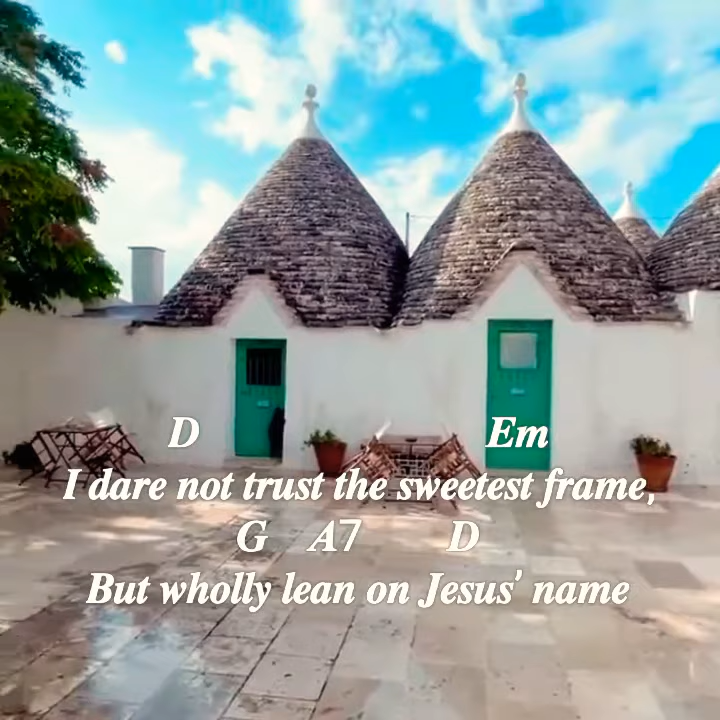 D Em
I dare not trust the sweetest frame,
G A7 D
But wholly lean on Jesus' name